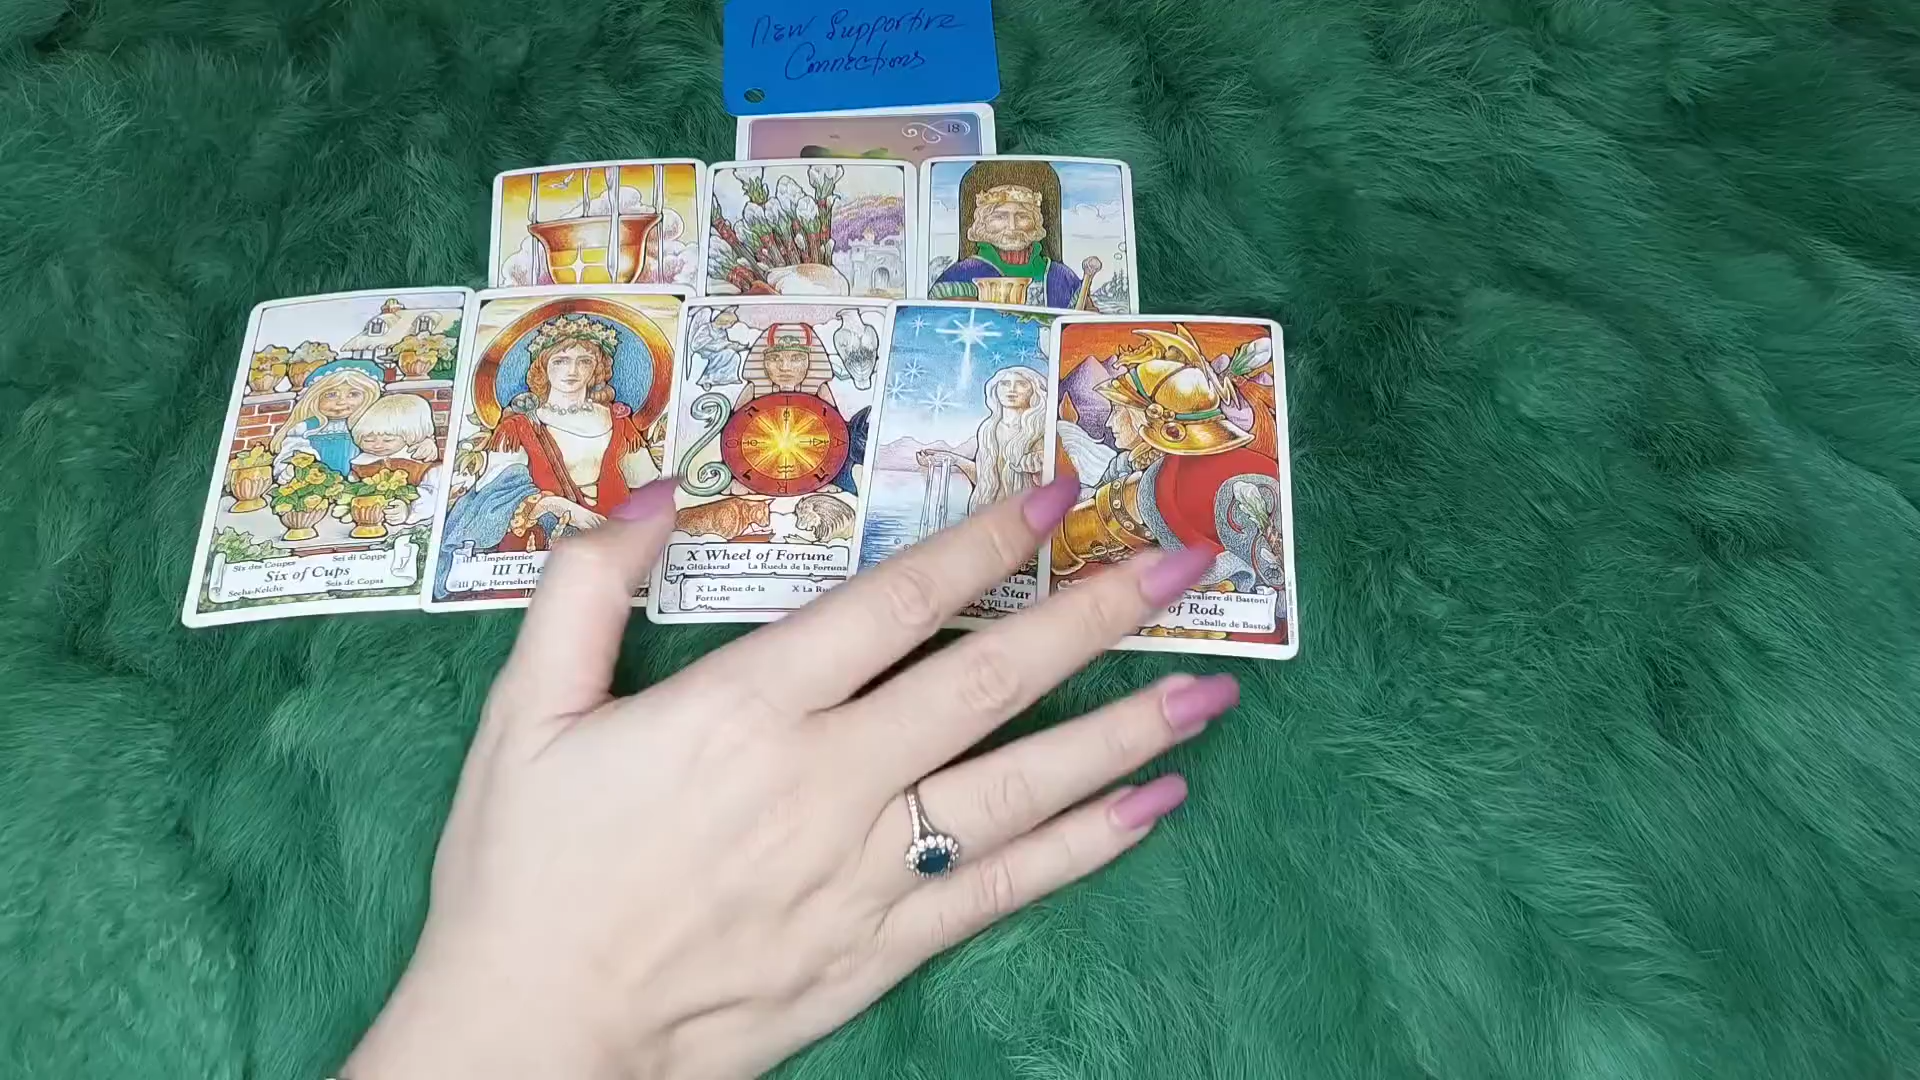 New Supportive
Connections
18
Sei di Coppe
Six des Coupes
Six of Cups
Seis de Copas
Sechs-Kelche
III L'Impératrice
III The
III Die Herrscherin
X Wheel of Fortune
Das Glücksrad La Rueda de la Fortuna
X La Roue de la
Fortune
Star
XVII La
Cavaliere di Bastoni
of Rods
Caballo de Bastos